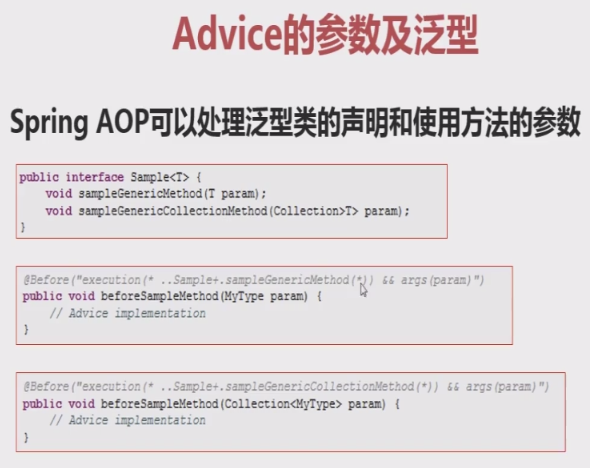 Advice的参数及泛型
Spring AOP可以处理泛型类的声明和使用方法的参数
public interface Sample<T> {
void sampleGenericMethod(T param);
void sampleGenericCollectionMethod(Collection>T> param);
}
@Before("execution(* ..Sample+.sampleGenericMethod(*)) && args(param)")
public void beforeSampleMethod(MyType param) {
// Advice implementation
}
@Before("execution(* ..Sample+.sampleGenericCollectionMethod(*)) && args(param)")
public void beforeSampleMethod(Collection<MyType> param) {
// Advice implementation
}